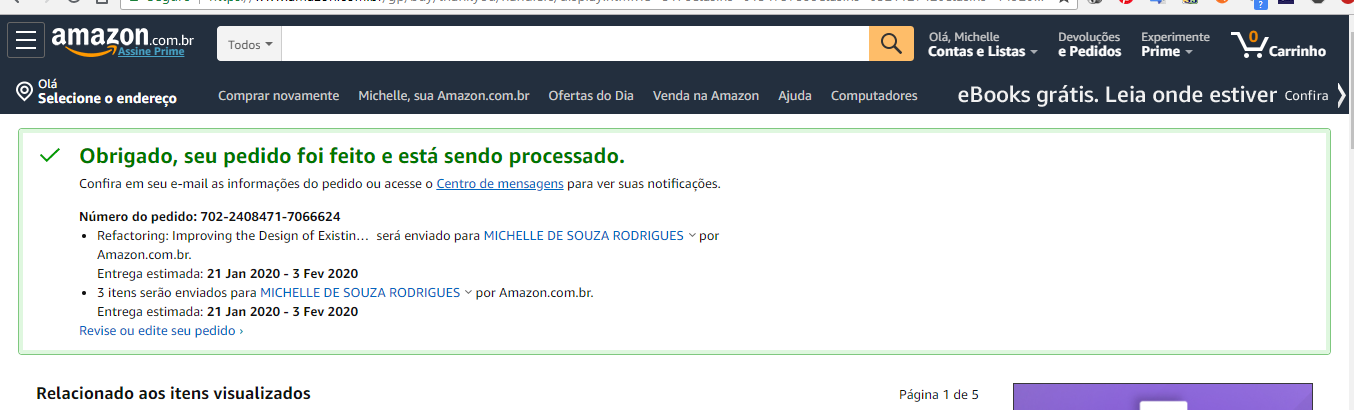 amazon.com.br
Assine Prime
Todos
Olá, Michelle
Contas e Listas
Devoluções
e Pedidos
Experimente
Prime
0
Carrinho
Olá
Selecione o endereço
Comprar novamente
Michelle, sua Amazon.com.br
Ofertas do Dia
Venda na Amazon
Ajuda
Computadores
eBooks grátis. Leia onde estiver
Confira
Obrigado, seu pedido foi feito e está sendo processado.
Confira em seu e-mail as informações do pedido ou acesse o Centro de mensagens para ver suas notificações.
Número do pedido: 702-2408471-7066624
• Refactoring: Improving the Design of Existin… será enviado para MICHELLE DE SOUZA RODRIGUES por
Amazon.com.br.
Entrega estimada: 21 Jan 2020 - 3 Fev 2020
• 3 itens serão enviados para MICHELLE DE SOUZA RODRIGUES por Amazon.com.br.
Entrega estimada: 21 Jan 2020 - 3 Fev 2020
Revise ou edite seu pedido ›
Relacionado aos itens visualizados
Página 1 de 5